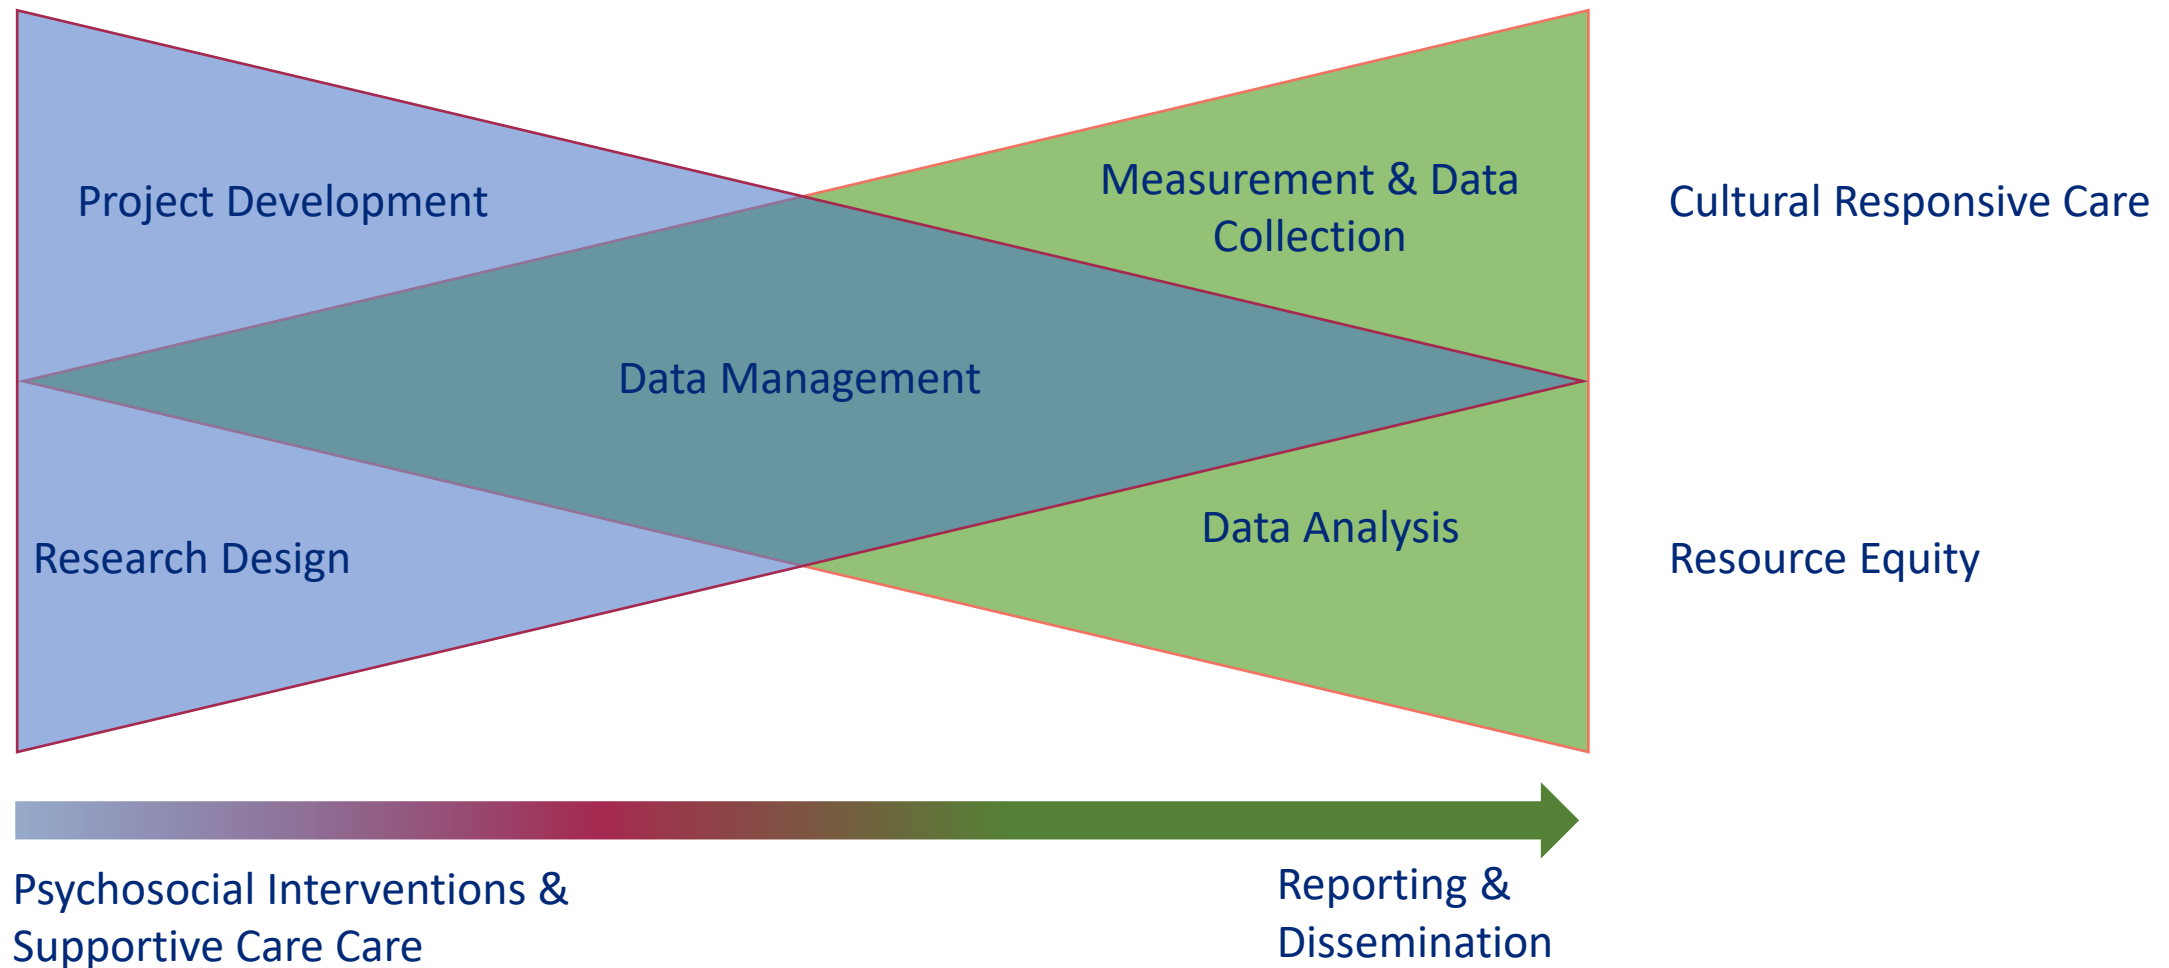 Project Development
Measurement & Data
Collection
Cultural Responsive Care
Data Management
Research Design
Data Analysis
Resource Equity
Psychosocial Interventions &
Supportive Care Care
Reporting &
Dissemination